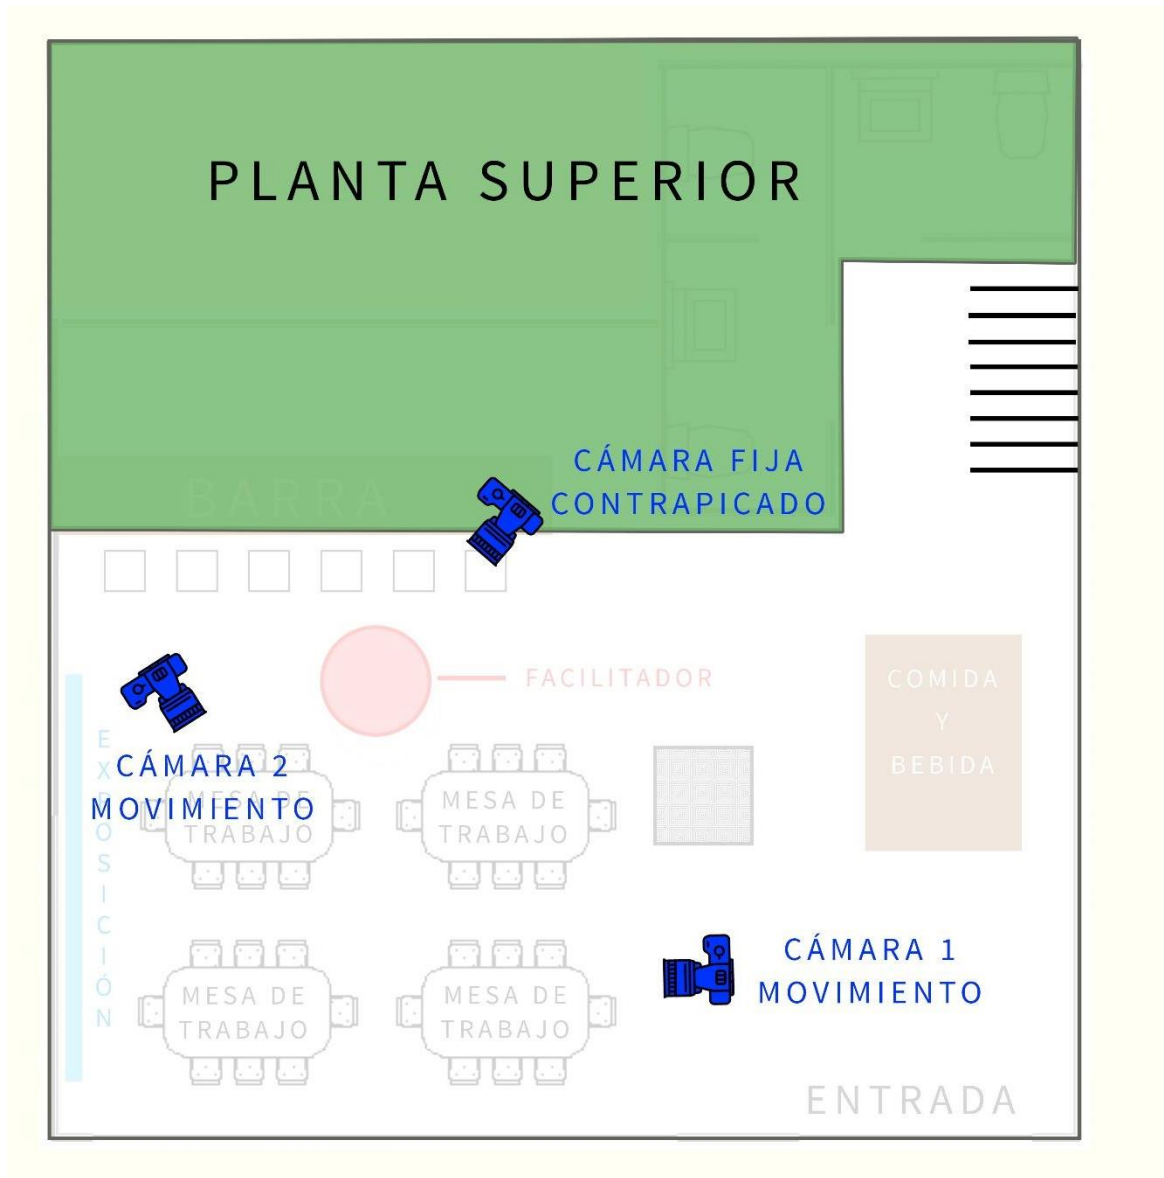 PLANTA SUPERIOR
CÁMARA FIJA
CONTRAPICADO
BARRA
FACILITADOR
COMIDA
Y
BEBIDA
EXPOSICIÓN
CÁMARA 2
MOVIMIENTO
MESA DE
TRABAJO
MESA DE
TRABAJO
CÁMARA 1
MOVIMIENTO
MESA DE
TRABAJO
MESA DE
TRABAJO
ENTRADA